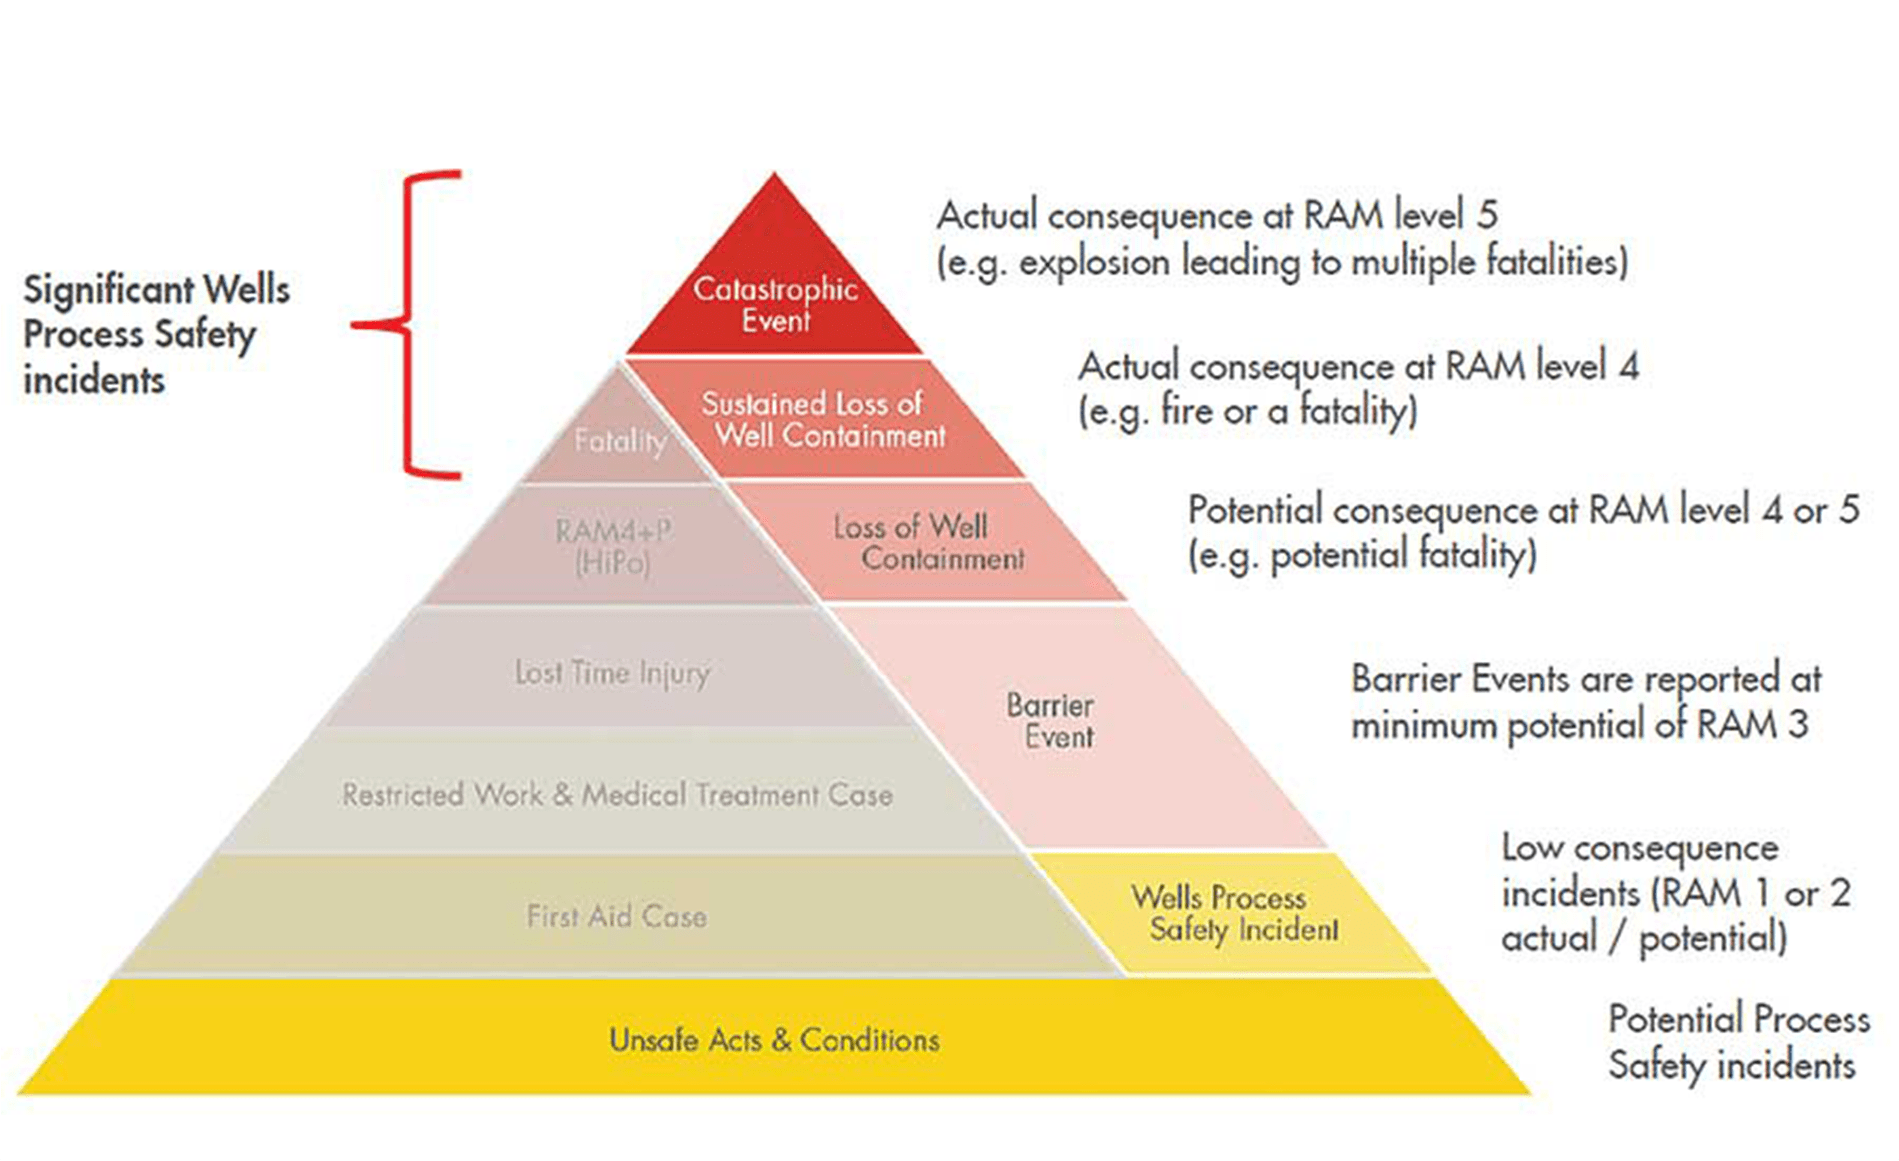 Significant Wells
Process Safety
incidents
Catastrophic
Event
Actual consequence at RAM level 5
(e.g. explosion leading to multiple fatalities)
Fatality
Sustained Loss of
Well Containment
Actual consequence at RAM level 4
(e.g. fire or a fatality)
RAM4+P
(HiPo)
Loss of Well
Containment
Potential consequence at RAM level 4 or 5
(e.g. potential fatality)
Lost Time Injury
Barrier
Event
Barrier Events are reported at
minimum potential of RAM 3
Restricted Work & Medical Treatment Case
First Aid Case
Wells Process
Safety Incident
Low consequence
incidents (RAM 1 or 2
actual / potential)
Unsafe Acts & Conditions
Potential Process
Safety incidents